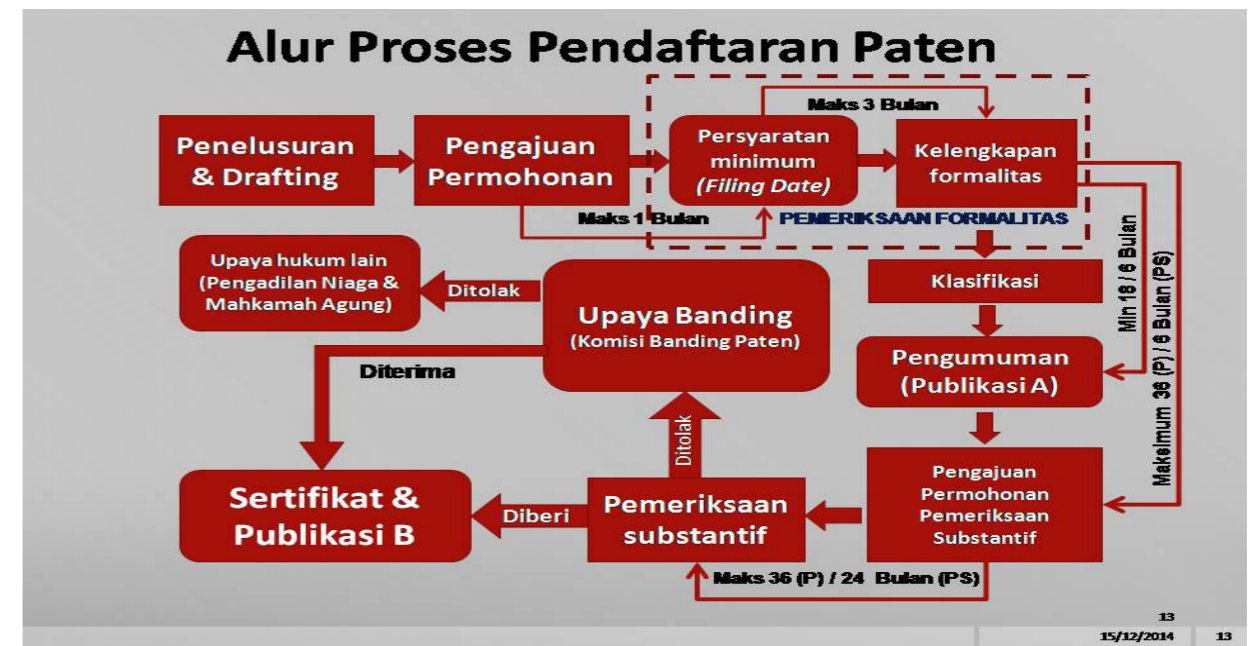 Alur Proses Pendaftaran Paten
Maks 3 Bulan
Penelusuran
& Drafting
Pengajuan
Permohonan
Persyaratan
minimum
(Filing Date)
Kelengkapan
formalitas
Maks 1 Bulan
PEMERIKSAAN FORMALITAS
Upaya hukum lain
(Pengadilan Niaga &
Mahkamah Agung)
Ditolak
Upaya Banding
(Komisi Banding Paten)
Klasifikasi
Min 18 / 6 Bulan
Maksimum 36 (P) / 6 Bulan (PS)
Diterima
Pengumuman
(Publikasi A)
Ditolak
Sertifikat &
Publikasi B
Diberi
Pemeriksaan
substantif
Pengajuan
Permohonan
Pemeriksaan
Substantif
Maks 36 (P) / 24 Bulan (PS)
13
15/12/2014 13